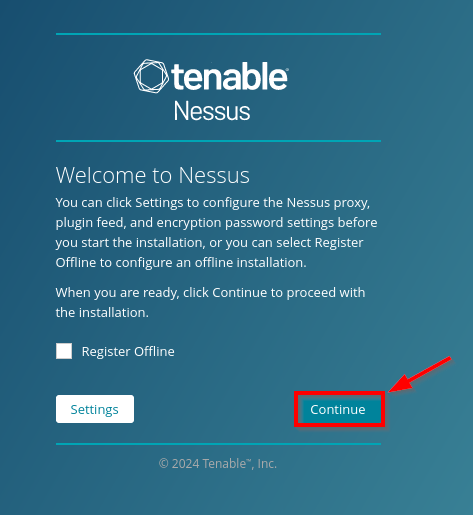 tenable
Nessus
Welcome to Nessus
You can click Settings to configure the Nessus proxy,
plugin feed, and encryption password settings before
you start the installation, or you can select Register
Offline to configure an offline installation.
When you are ready, click Continue to proceed with
the installation.
Register Offline
Settings
Continue
© 2024 Tenable™, Inc.